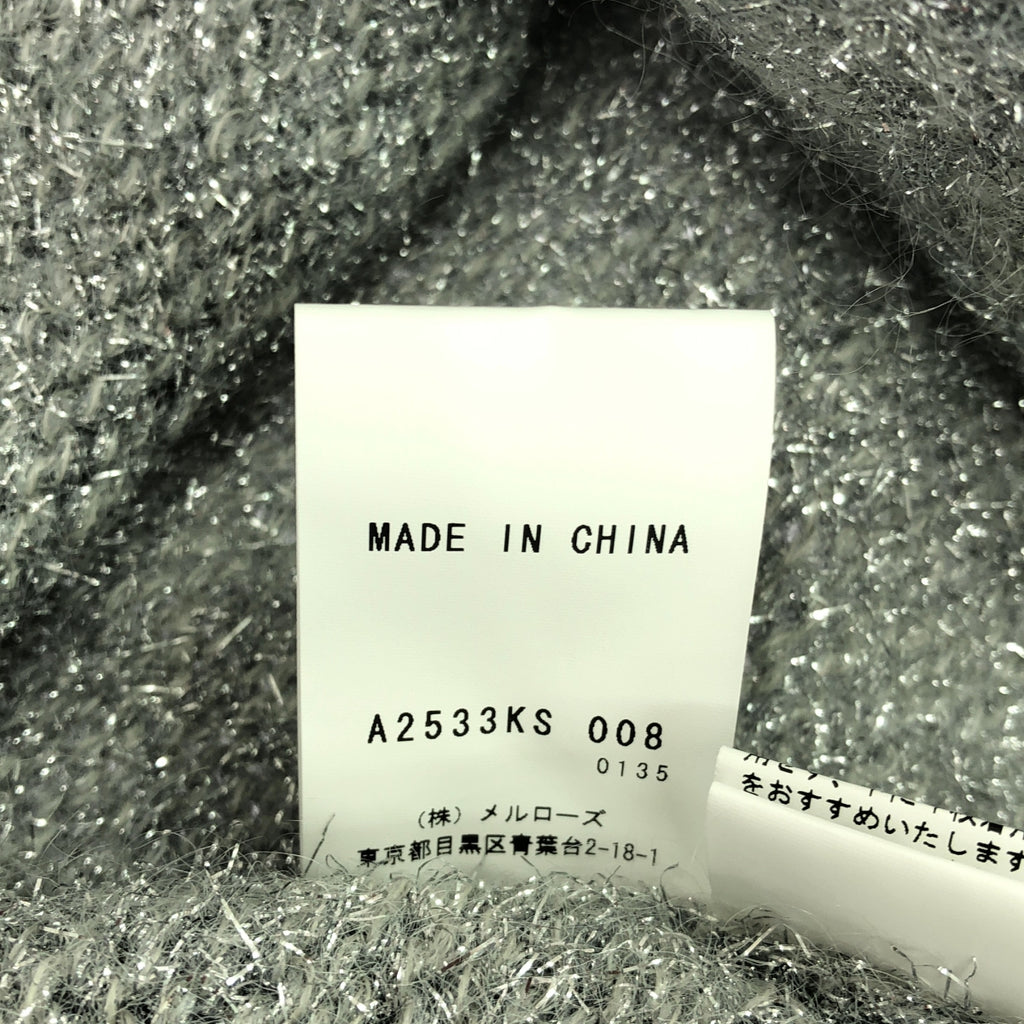 MADE IN CHINA
A2533KS 008
0135
(株) メルローズ
東京都目黒区青葉台2-18-1
をおすすめいたします